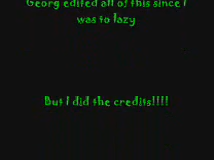 Georg edited all of this since I
was to lazy
But I did the credits!!!!